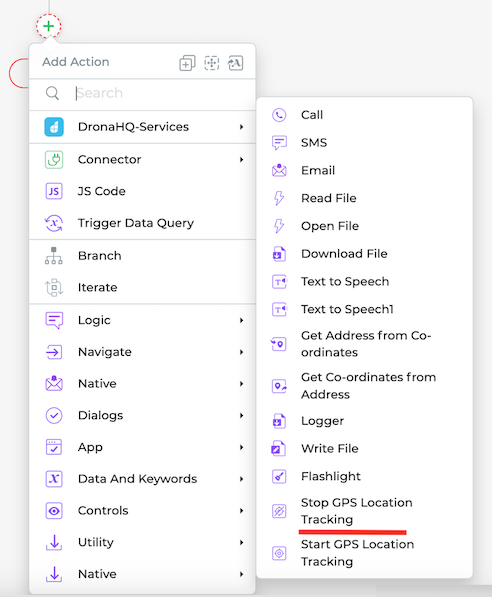 Add Action
Search
DronaHQ-Services
Connector
JS Code
Trigger Data Query
Branch
Iterate
Logic
Navigate
Native
Dialogs
App
Data And Keywords
Controls
Utility
Native
Call
SMS
Email
Read File
Open File
Download File
Text to Speech
Text to Speech1
Get Address from Co-
ordinates
Get Co-ordinates from
Address
Logger
Write File
Flashlight
Stop GPS Location
Tracking
Start GPS Location
Tracking